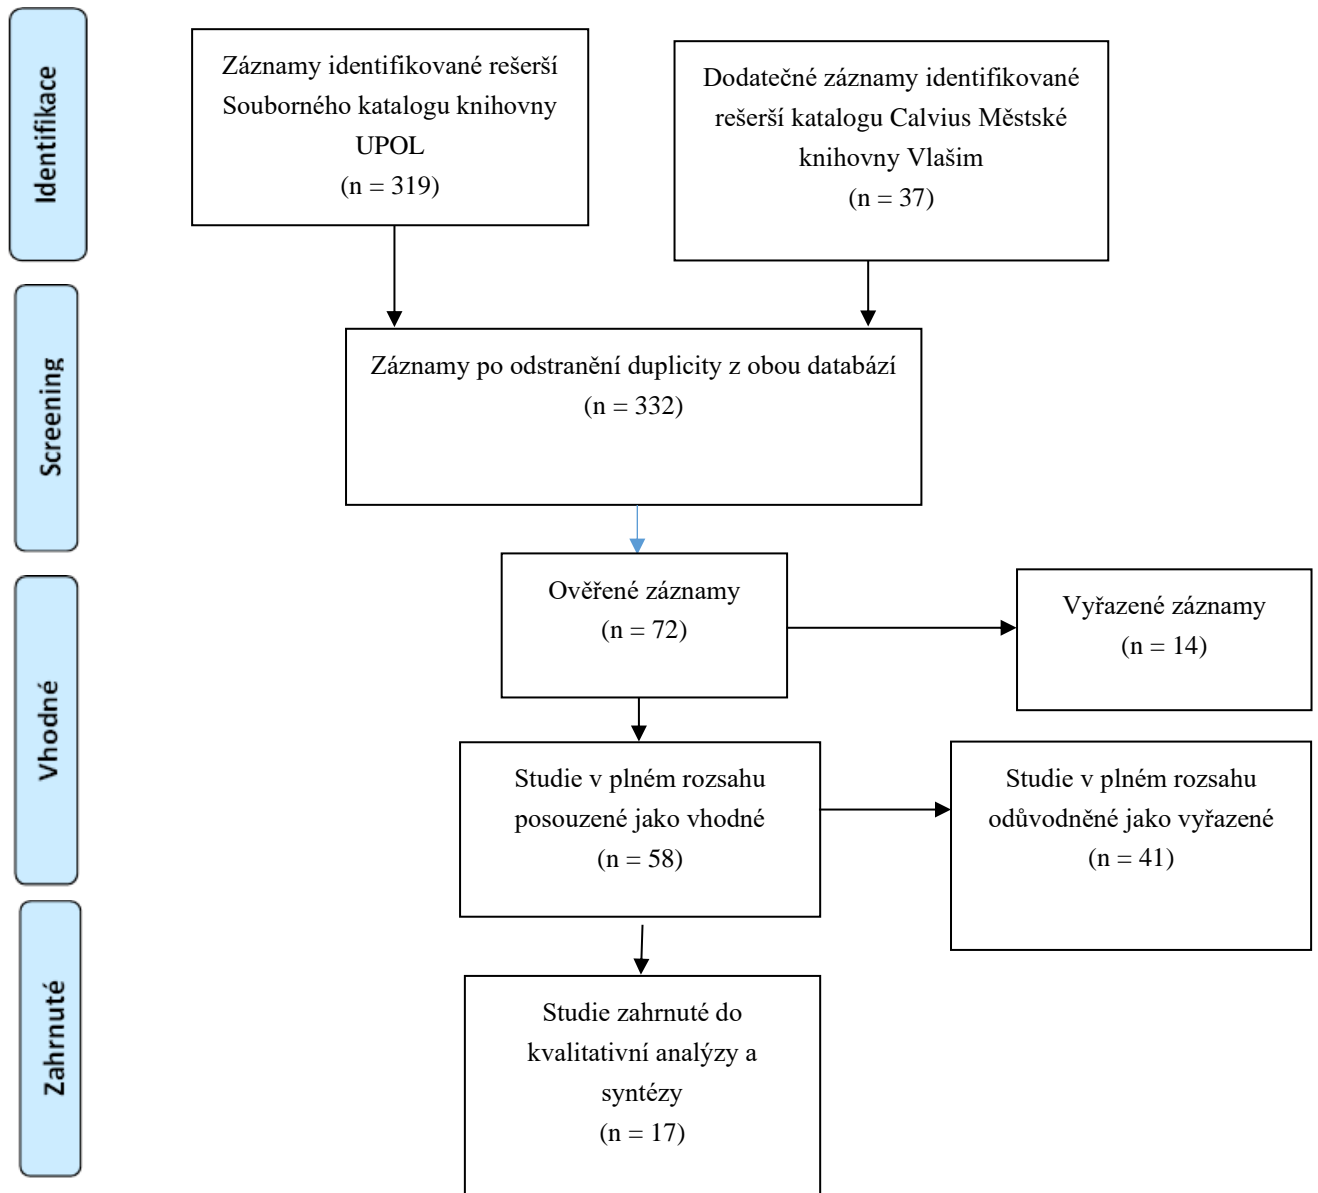 Identifikace
Záznamy identifikované rešerší
Souborného katalogu knihovny
UPOL
(n = 319)
Dodatečné záznamy identifikované
rešerší katalogu Calvius Městské
knihovny Vlašim
(n = 37)
Screening
Záznamy po odstranění duplicity z obou databází
(n = 332)
Vhodné
Ověřené záznamy
(n = 72)
Vyřazené záznamy
(n = 14)
Studie v plném rozsahu
posouzené jako vhodné
(n = 58)
Studie v plném rozsahu
odůvodněné jako vyřazené
(n = 41)
Zahrnuté
Studie zahrnuté do
kvalitativní analýzy a
syntézy
(n = 17)